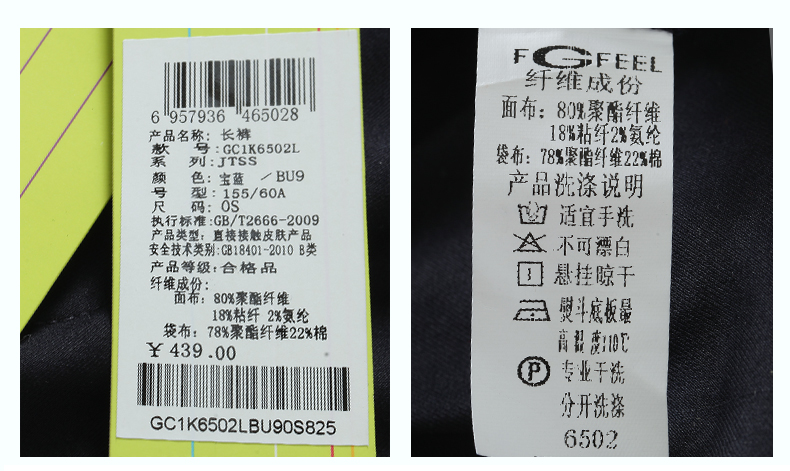 6 957936 465028
产品名称: 长裤
款 号:GC1K6502L
系 列:JTSS
颜 色:宝蓝 /BU9
号 型:155/60A
尺 码: 0S
执行标准:GB/T2666-2009
产品类型: 直接接触皮肤产品
安全技术类别:GB18401-2010 B类
产品等级:合格品
纤维成份:
面布: 80%聚酯纤维
18%粘纤 2%氨纶
袋布: 78%聚酯纤维22%棉
¥ 439.00
GC1K6502LBU90S825
FGFEEL
纤维成份
面布: 80%聚酯纤维
18%粘纤2%氨纶
袋布: 78%聚酯纤维22%棉
产品洗涤说明
适宜手洗
不可漂白
悬挂晾干
熨斗底板最
高温度110℃
P 专业干洗
分开洗涤
6502